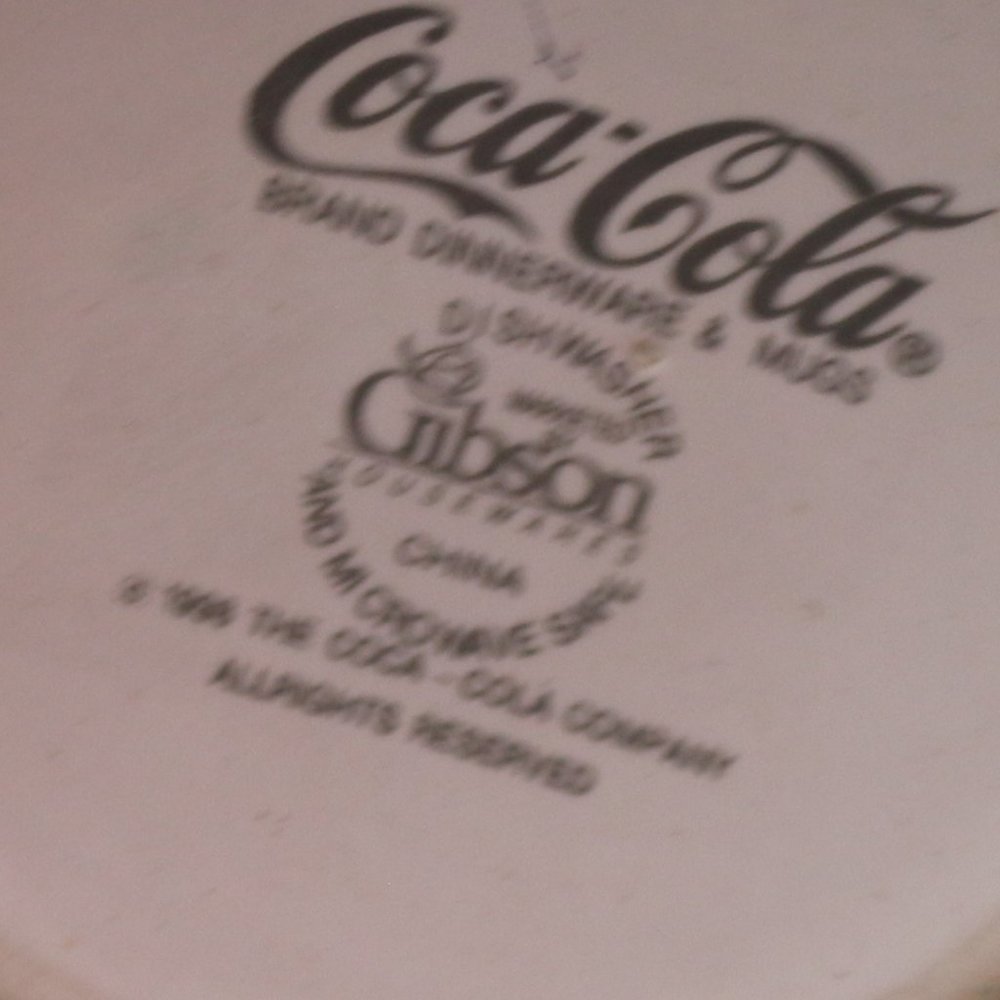 Coca-Cola®
BRAND DINNERWARE & MUGS
DISHWASHER
Gibson
HOUSEWARES
CHINA
AND MICROWAVE SAFE
THE COCA-COLA COMPANY
ALL RIGHTS RESERVED